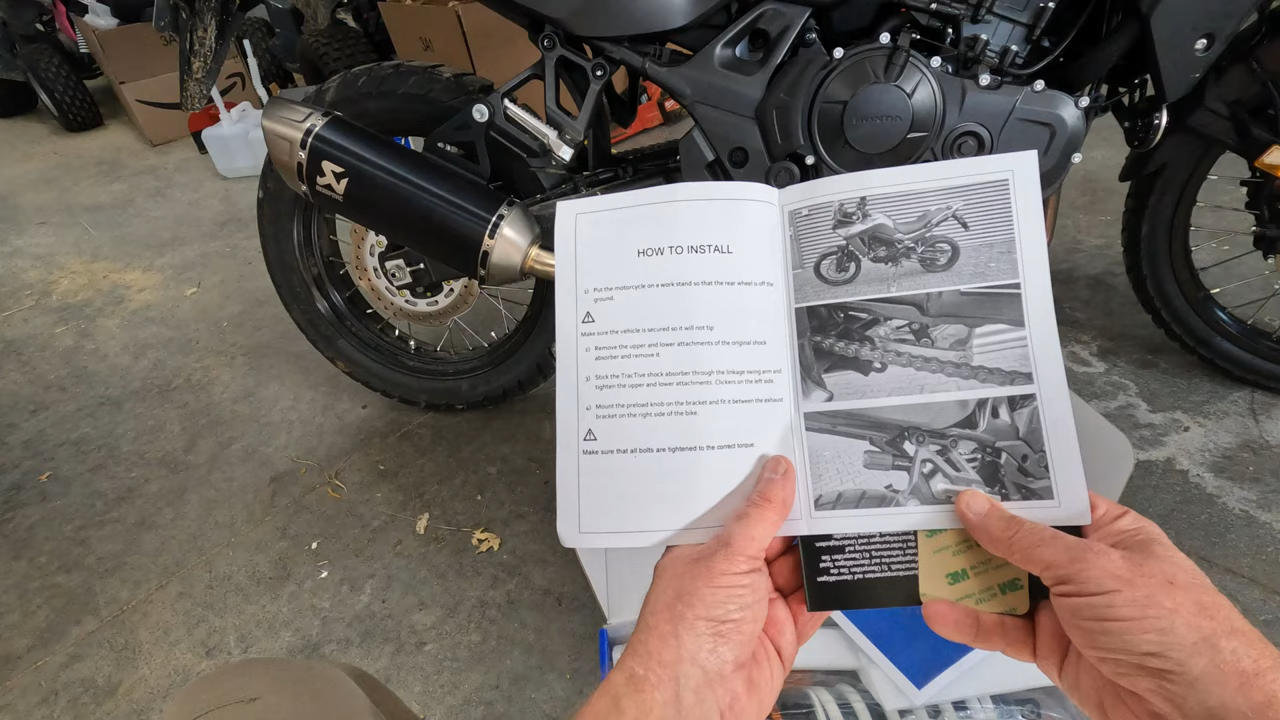 HONDA
AKRAPOVIC
HOW TO INSTALL
1) Put the motorcycle on a work stand so that the rear wheel is off the
ground.
Make sure the vehicle is secured so it will not tip
2) Remove the upper and lower attachments of the original shock
absorber and remove it
3) Stick the TracTive shock absorber through the linkage swing arm and
tighten the upper and lower attachments. Clickers on the left side.
4) Mount the preload knob on the bracket and fit it between the exhaust
bracket on the right side of the bike.
Make sure that all bolts are tightened to the correct torque.
3M
3M